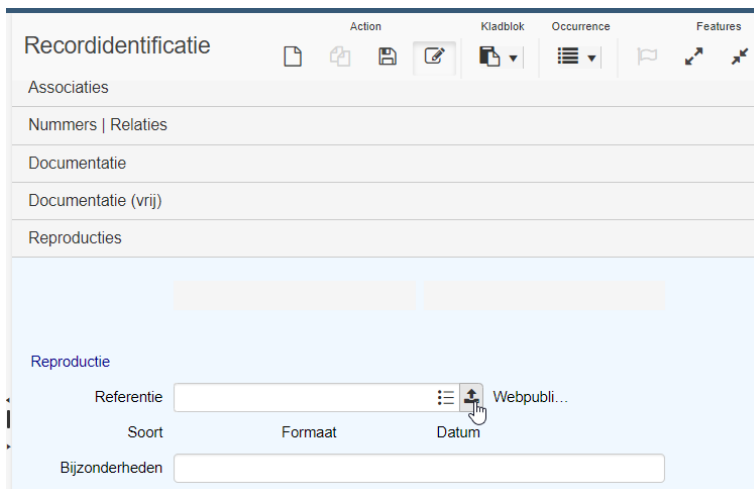 Action Kladblok Occurrence Features
Recordidentificatie
Associaties
Nummers | Relaties
Documentatie
Documentatie (vrij)
Reproducties
Reproductie
Referentie Webpubli...
Soort Formaat Datum
Bijzonderheden